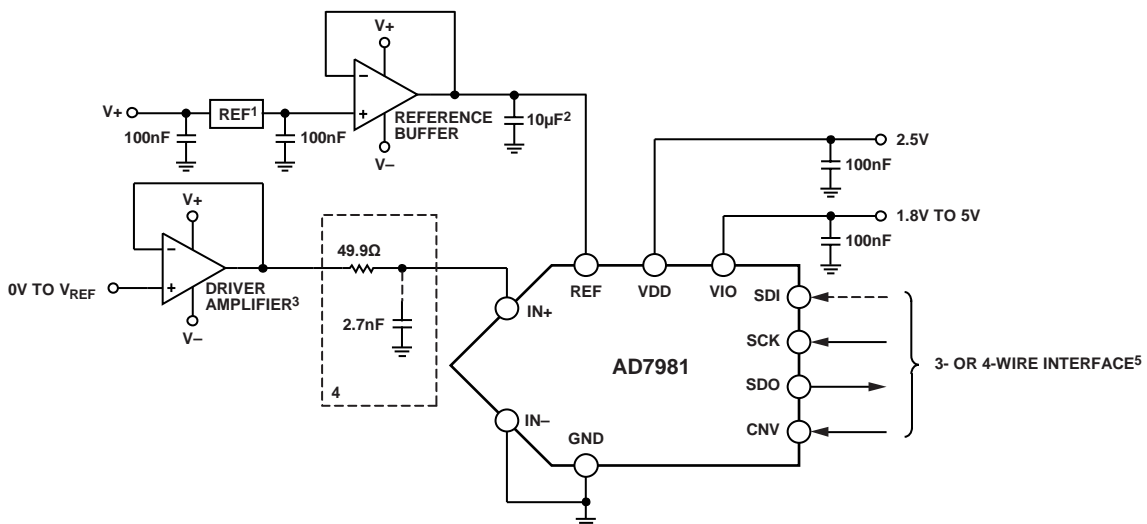 V+
V+
REF1
100nF
100nF
REFERENCE
BUFFER
V–
10µF2
2.5V
100nF
1.8V TO 5V
100nF
V+
0V TO VREF
DRIVER
AMPLIFIER3
V–
49.9Ω
2.7nF
4
REF
VDD
VIO
IN+
IN–
GND
AD7981
SDI
SCK
SDO
CNV
3- OR 4-WIRE INTERFACE5